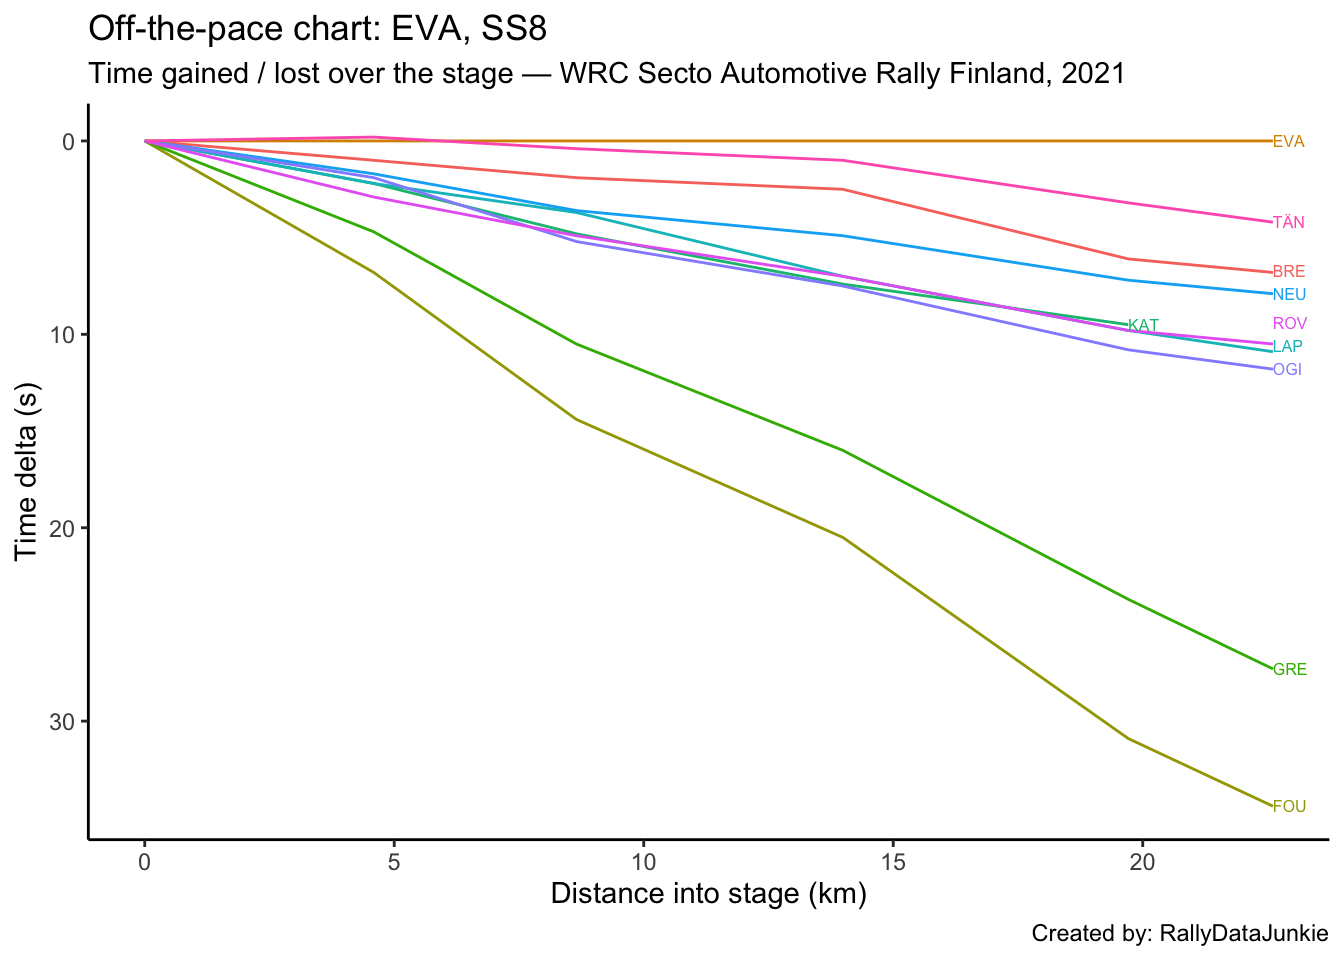 Off-the-pace chart: EVA, SS8
Time gained / lost over the stage — WRC Secto Automotive Rally Finland, 2021
0
10
20
30
Time delta (s)
EVA
TÄN
BRE
NEU
ROV
KAT
LAP
OGI
GRE
FOU
0
5
10
15
20
Distance into stage (km)
Created by: RallyDataJunkie